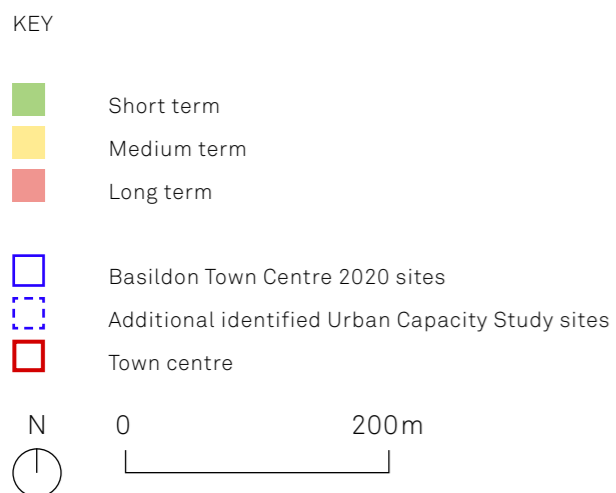 KEY
Short term
Medium term
Long term
Basildon Town Centre 2020 sites
Additional identified Urban Capacity Study sites
Town centre
N 0 200m